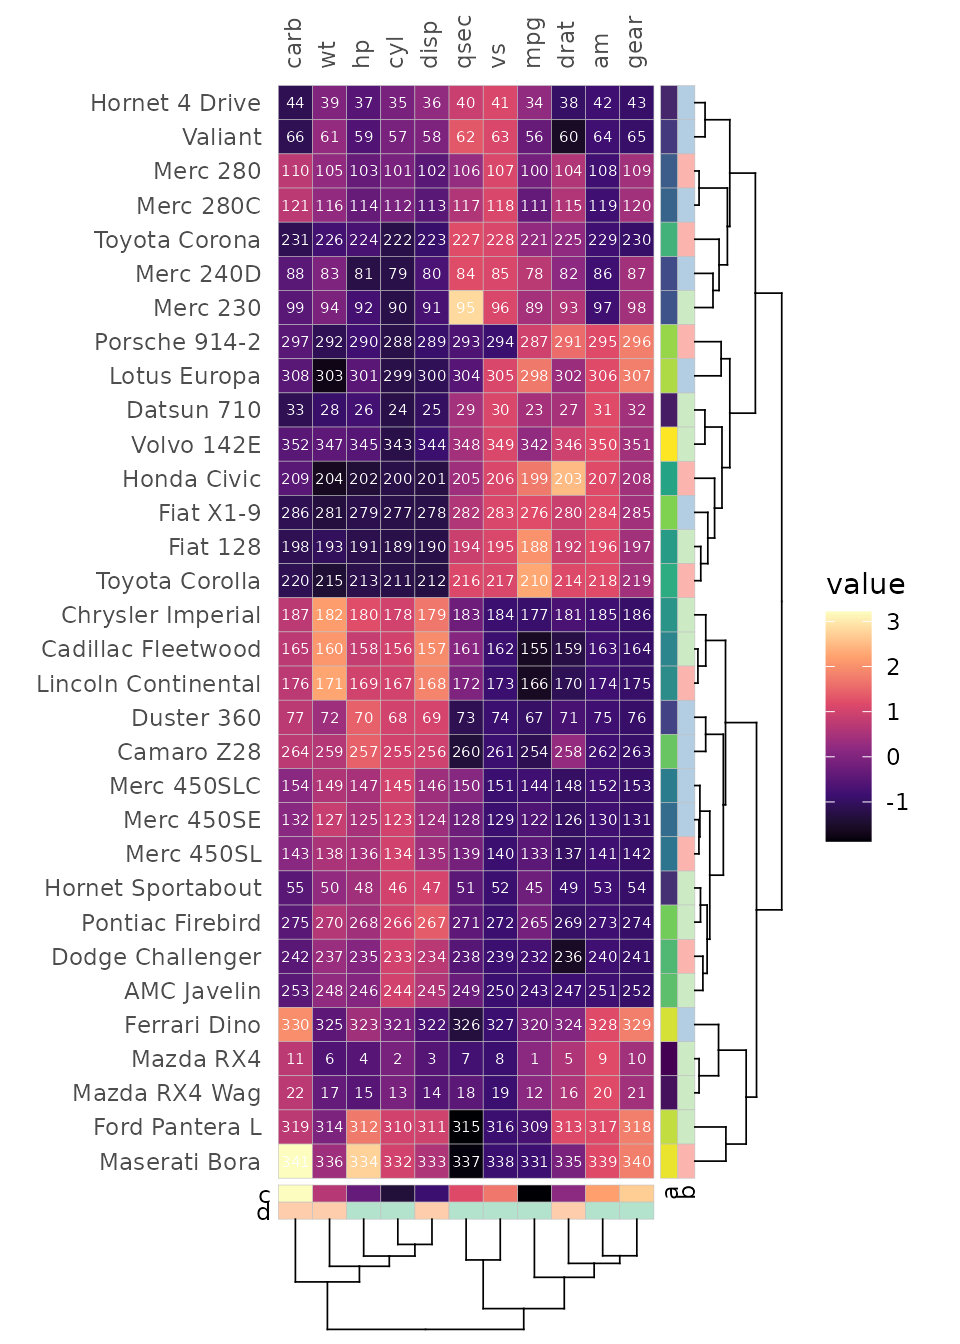 carb wt hp cyl disp qsec vs mpg drat am gear
Hornet 4 Drive 44 39 37 35 36 40 41 34 38 42 43
Valiant 66 61 59 57 58 62 63 56 60 64 65
Merc 280 110 105 103 101 102 106 107 100 104 108 109
Merc 280C 121 116 114 112 113 117 118 111 115 119 120
Toyota Corona 231 226 224 222 223 227 228 221 225 229 230
Merc 240D 88 83 81 79 80 84 85 78 82 86 87
Merc 230 99 94 92 90 91 95 96 89 93 97 98
Porsche 914-2 297 292 290 288 289 293 294 287 291 295 296
Lotus Europa 308 303 301 299 300 304 305 298 302 306 307
Datsun 710 33 28 26 24 25 29 30 23 27 31 32
Volvo 142E 352 347 345 343 344 348 349 342 346 350 351
Honda Civic 209 204 202 200 201 205 206 199 203 207 208
Fiat X1-9 286 281 279 277 278 282 283 276 280 284 285
Fiat 128 198 193 191 189 190 194 195 188 192 196 197
Toyota Corolla 220 215 213 211 212 216 217 210 214 218 219
Chrysler Imperial 187 182 180 178 179 183 184 177 181 185 186
Cadillac Fleetwood 165 160 158 156 157 161 162 155 159 163 164
Lincoln Continental 176 171 169 167 168 172 173 166 170 174 175
Duster 360 77 72 70 68 69 73 74 67 71 75 76
Camaro Z28 264 259 257 255 256 260 261 254 258 262 263
Merc 450SLC 154 149 147 145 146 150 151 144 148 152 153
Merc 450SE 132 127 125 123 124 128 129 122 126 130 131
Merc 450SL 143 138 136 134 135 139 140 133 137 141 142
Hornet Sportabout 55 50 48 46 47 51 52 45 49 53 54
Pontiac Firebird 275 270 268 266 267 271 272 265 269 273 274
Dodge Challenger 242 237 235 233 234 238 239 232 236 240 241
AMC Javelin 253 248 246 244 245 249 250 243 247 251 252
Ferrari Dino 330 325 323 321 322 326 327 320 324 328 329
Mazda RX4 11 6 4 2 3 7 8 1 5 9 10
Mazda RX4 Wag 22 17 15 13 14 18 19 12 16 20 21
Ford Pantera L 319 314 312 310 311 315 316 309 313 317 318
Maserati Bora 341 336 334 332 333 337 338 331 335 339 340
c
d
a
b
value
3
2
1
0
-1